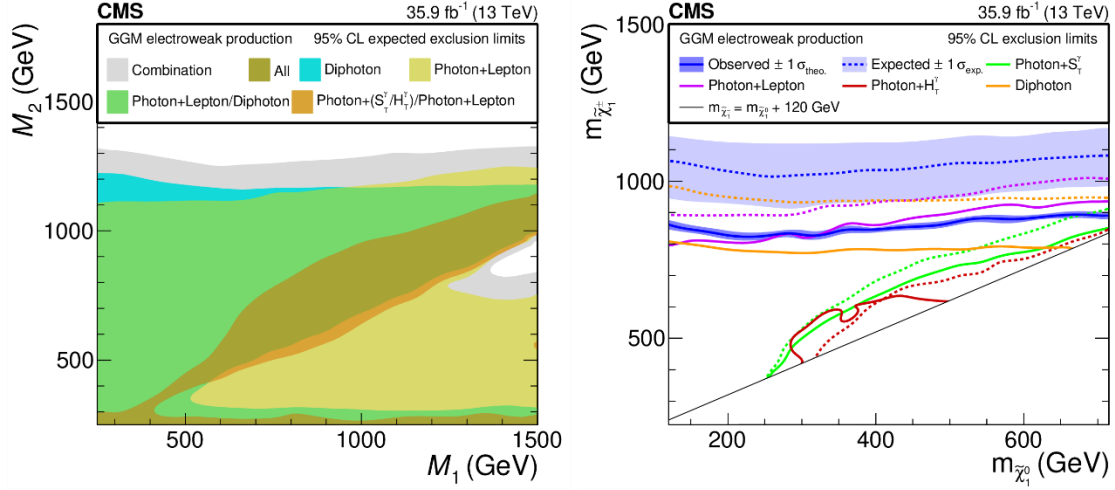 CMS 35.9 fb⁻¹ (13 TeV)
GGM electroweak production 95% CL expected exclusion limits
Combination All Diphoton Photon+Lepton
Photon+Lepton/Diphoton Photon+(S_T^γ/H_T^γ)/Photon+Lepton
M₂ (GeV)
1500
1000
500
500 1000 1500
M₁ (GeV)
CMS 35.9 fb⁻¹ (13 TeV)
GGM electroweak production 95% CL exclusion limits
Observed ± 1 σ_theo. Expected ± 1 σ_exp. Photon+S_T^γ
Photon+Lepton Photon+H_T^γ Diphoton
m_χ̃₁^± = m_χ̃₁⁰ + 120 GeV
m_χ̃₁^± (GeV)
1500
1000
500
200 400 600
m_χ̃₁⁰ (GeV)